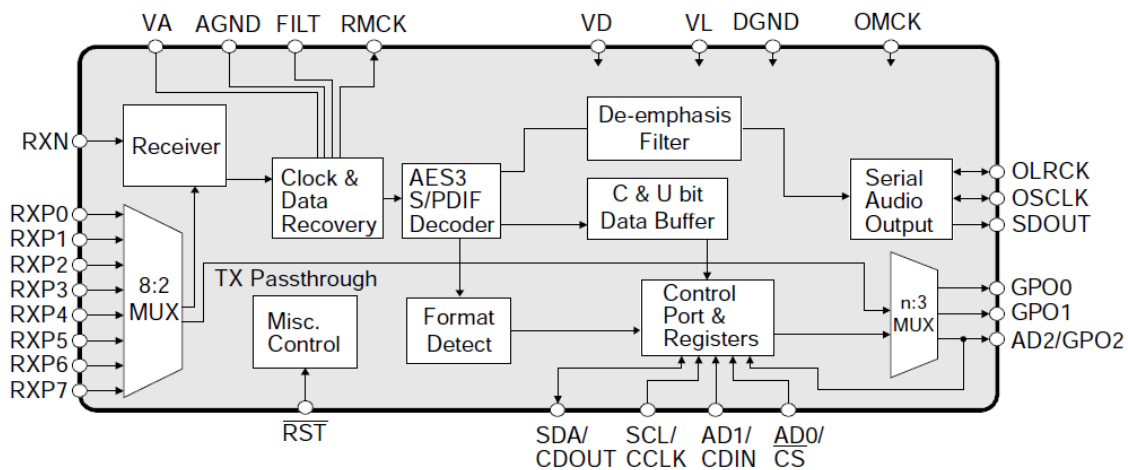 VA
AGND
FILT
RMCK
VD
VL
DGND
OMCK
RXN
Receiver
De-emphasis
Filter
Clock &
Data
Recovery
AES3
S/PDIF
Decoder
C & U bit
Data Buffer
Serial
Audio
Output
OLRCK
OSCLK
SDOUT
RXP0
RXP1
RXP2
RXP3
RXP4
RXP5
RXP6
RXP7
8:2
MUX
TX Passthrough
Misc.
Control
Format
Detect
Control
Port &
Registers
n:3
MUX
GPO0
GPO1
AD2/GPO2
RST
SDA/
CDOUT
SCL/
CCLK
AD1/
CDIN
AD0/
CS